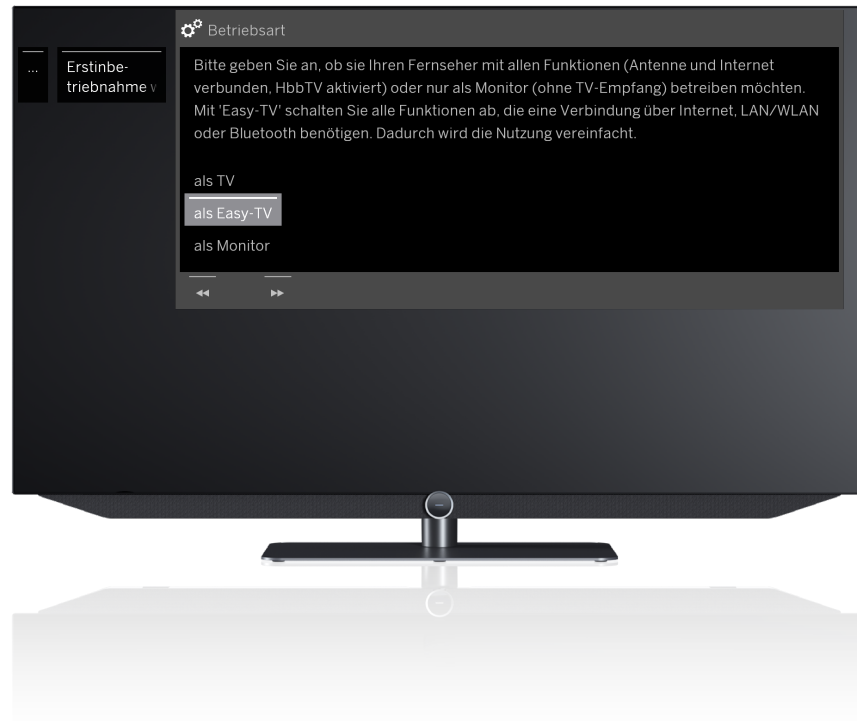 Betriebsart
...
Erstinbe-
triebnahme v
Bitte geben Sie an, ob sie Ihren Fernseher mit allen Funktionen (Antenne und Internet
verbunden, HbbTV aktiviert) oder nur als Monitor (ohne TV-Empfang) betreiben möchten.
Mit 'Easy-TV' schalten Sie alle Funktionen ab, die eine Verbindung über Internet, LAN/WLAN
oder Bluetooth benötigen. Dadurch wird die Nutzung vereinfacht.
als TV
als Easy-TV
als Monitor